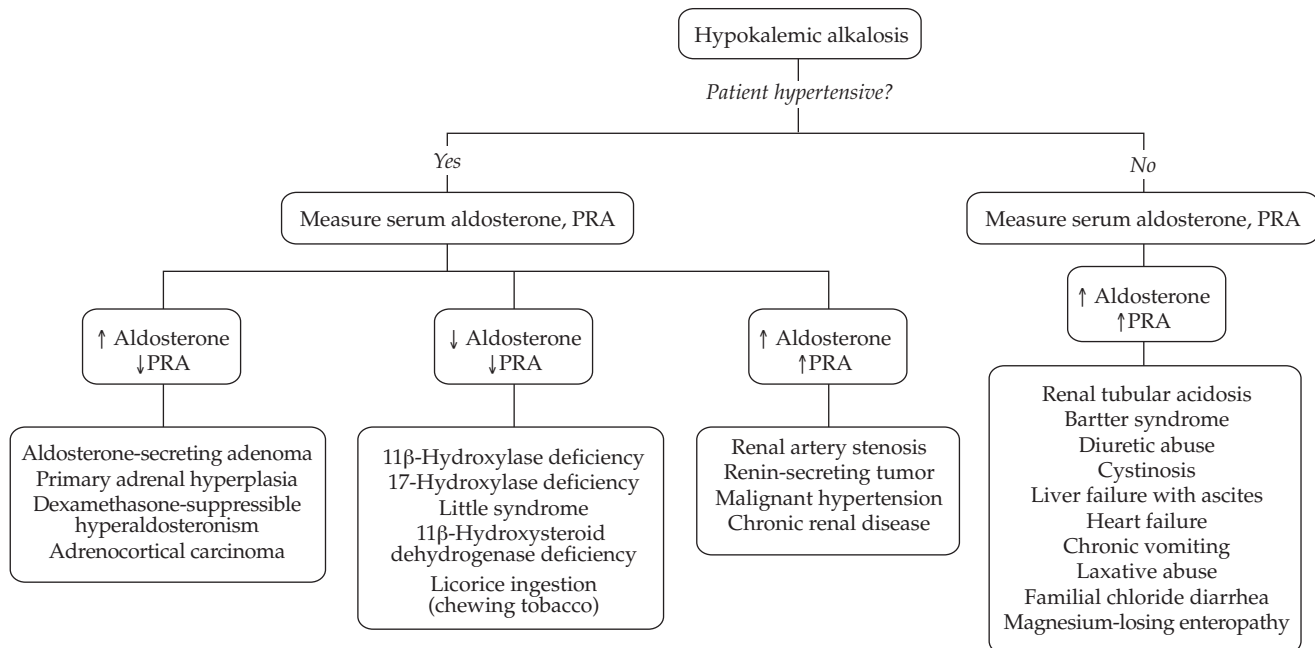 Hypokalemic alkalosis
Patient hypertensive?
Yes
No
Measure serum aldosterone, PRA
Measure serum aldosterone, PRA
↑ Aldosterone
↓PRA
↓ Aldosterone
↓PRA
↑ Aldosterone
↑PRA
↑ Aldosterone
↑PRA
Aldosterone-secreting adenoma
Primary adrenal hyperplasia
Dexamethasone-suppressible
hyperaldosteronism
Adrenocortical carcinoma
11β-Hydroxylase deficiency
17-Hydroxylase deficiency
Little syndrome
11β-Hydroxysteroid
dehydrogenase deficiency
Licorice ingestion
(chewing tobacco)
Renal artery stenosis
Renin-secreting tumor
Malignant hypertension
Chronic renal disease
Renal tubular acidosis
Bartter syndrome
Diuretic abuse
Cystinosis
Liver failure with ascites
Heart failure
Chronic vomiting
Laxative abuse
Familial chloride diarrhea
Magnesium-losing enteropathy